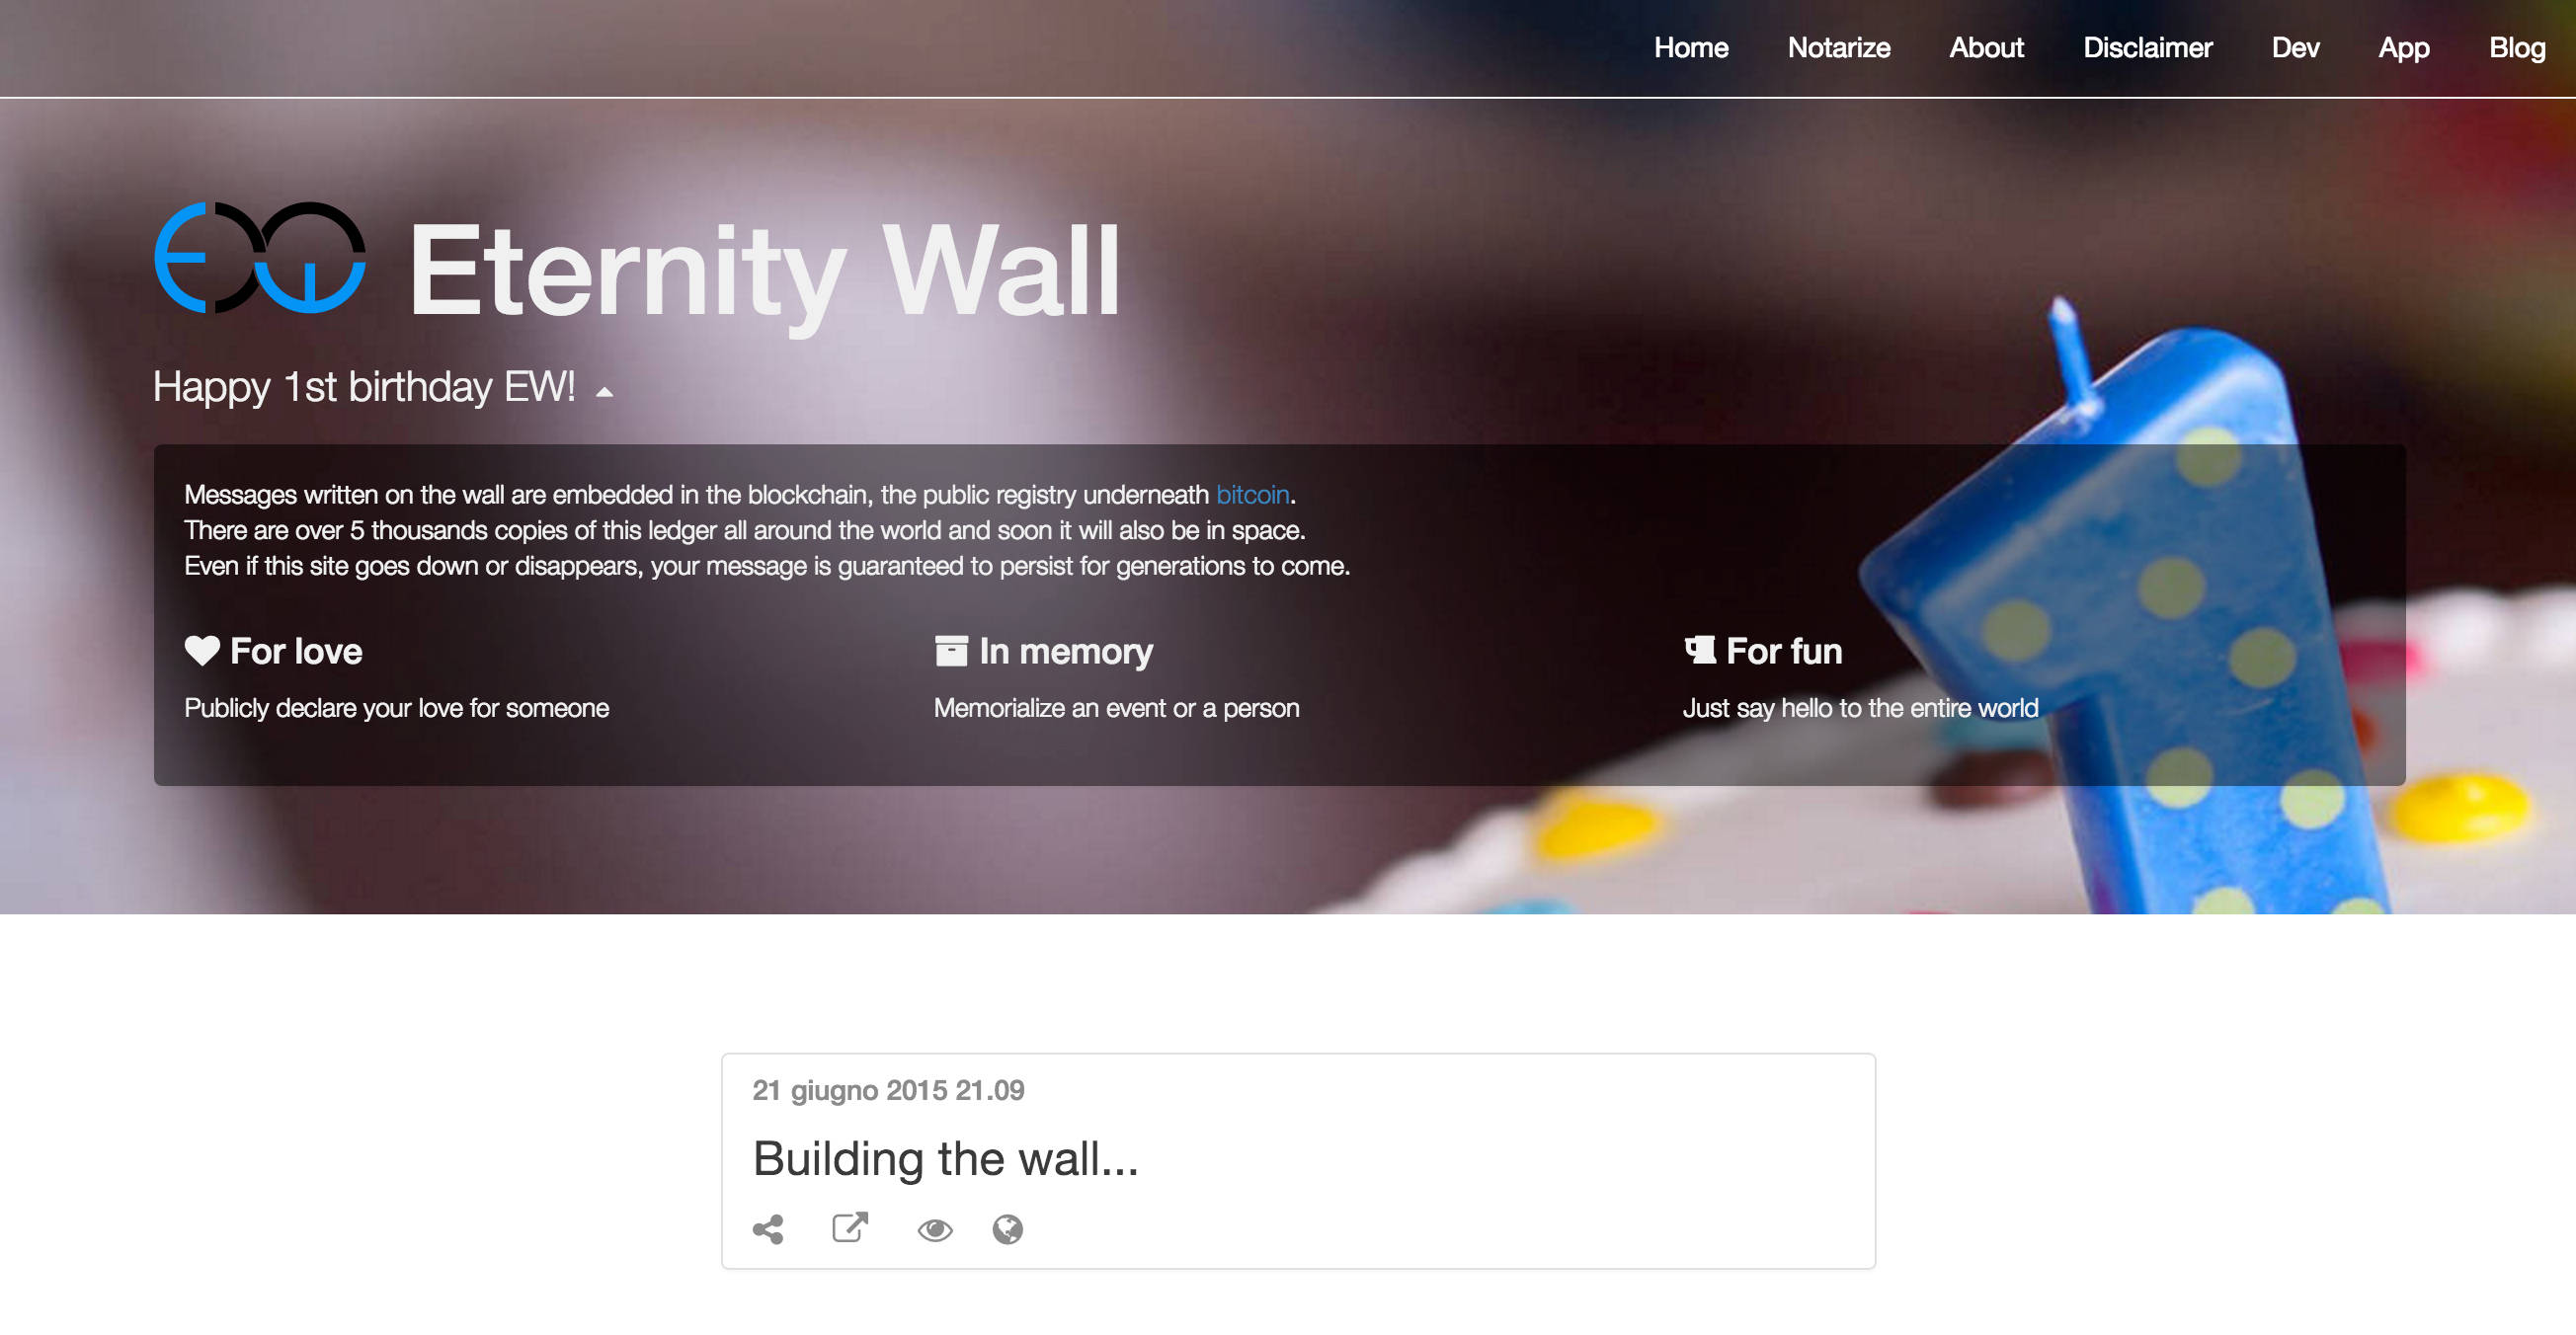 Home Notarize About Disclaimer Dev App Blog
EW Eternity Wall
Happy 1st birthday EW!
Messages written on the wall are embedded in the blockchain, the public registry underneath bitcoin.
There are over 5 thousands copies of this ledger all around the world and soon it will also be in space.
Even if this site goes down or disappears, your message is guaranteed to persist for generations to come.
For love In memory For fun
Publicly declare your love for someone Memorialize an event or a person Just say hello to the entire world
21 giugno 2015 21.09
Building the wall...